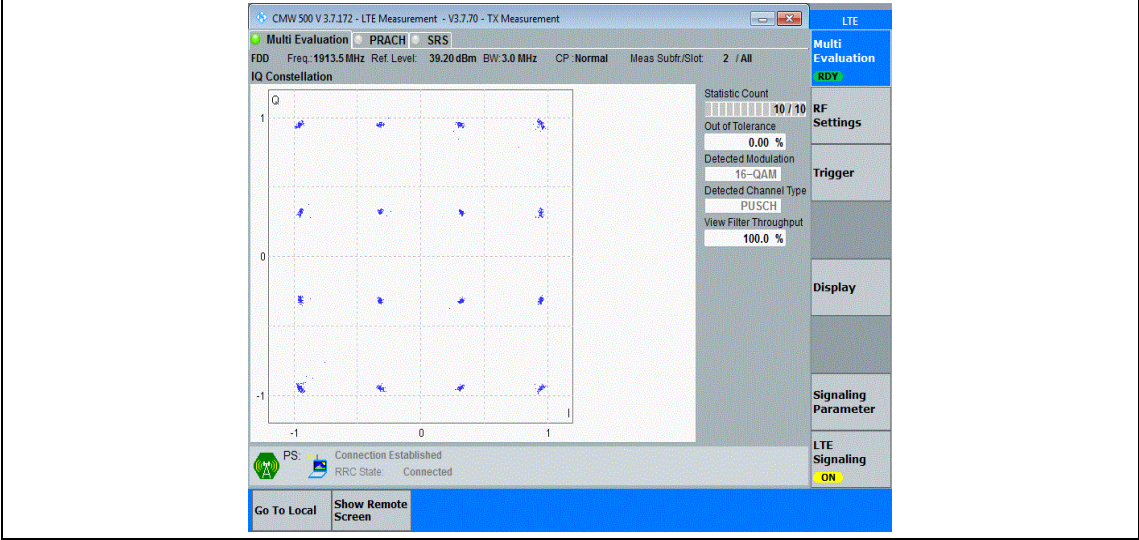 CMW 500 V 3.7.172 - LTE Measurement - V3.7.70 - TX Measurement
LTE
Multi Evaluation PRACH SRS
FDD Freq.:1913.5 MHz Ref. Level: 39.20 dBm BW:3.0 MHz CP :Normal Meas Subfr./Slot: 2 / All
IQ Constellation
Q
1
0
-1
-1 0 1
I
Statistic Count
10 / 10
Out of Tolerance
0.00 %
Detected Modulation
16-QAM
Detected Channel Type
PUSCH
View Filter Throughput
100.0 %
Multi
Evaluation
RDY
RF
Settings
Trigger
Display
Signaling
Parameter
LTE
Signaling
ON
PS: Connection Established
RRC State: Connected
Go To Local
Show Remote
Screen